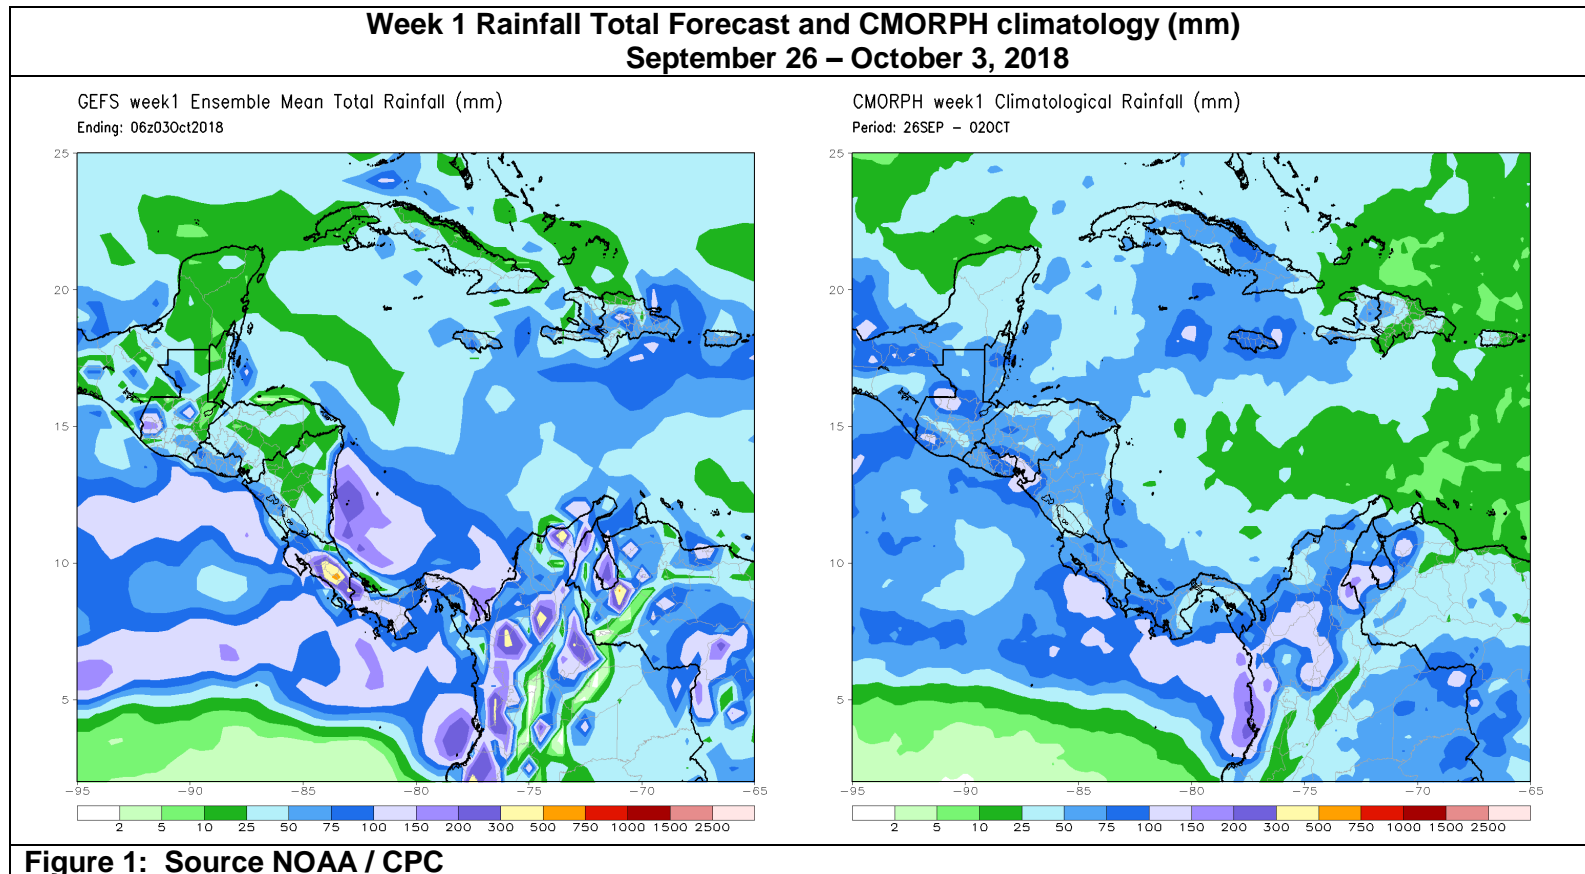 Week 1 Rainfall Total Forecast and CMORPH climatology (mm)
September 26 – October 3, 2018
GEFS week1 Ensemble Mean Total Rainfall (mm)
Ending: 06z03Oct2018
25
20
15
10
5
-95 -90 -85 -80 -75 -70 -65
2 5 10 25 50 75 100 150 200 300 500 750 1000 1500 2500
CMORPH week1 Climatological Rainfall (mm)
Period: 26SEP - 02OCT
25
20
15
10
5
-95 -90 -85 -80 -75 -70 -65
2 5 10 25 50 75 100 150 200 300 500 750 1000 1500 2500
Figure 1: Source NOAA / CPC